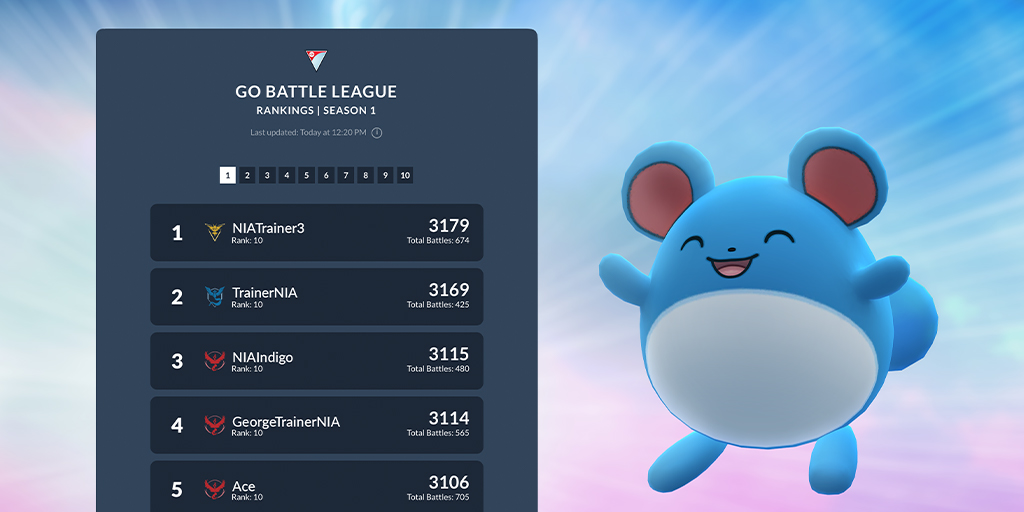 GO BATTLE LEAGUE
RANKINGS | SEASON 1
Last updated: Today at 12:20 PM
1 2 3 4 5 6 7 8 9 10
1 NIATrainer3 3179
Rank: 10 Total Battles: 674
2 TrainerNIA 3169
Rank: 10 Total Battles: 425
3 NIAIndigo 3115
Rank: 10 Total Battles: 480
4 GeorgeTrainerNIA 3114
Rank: 10 Total Battles: 565
5 Ace 3106
Rank: 10 Total Battles: 705